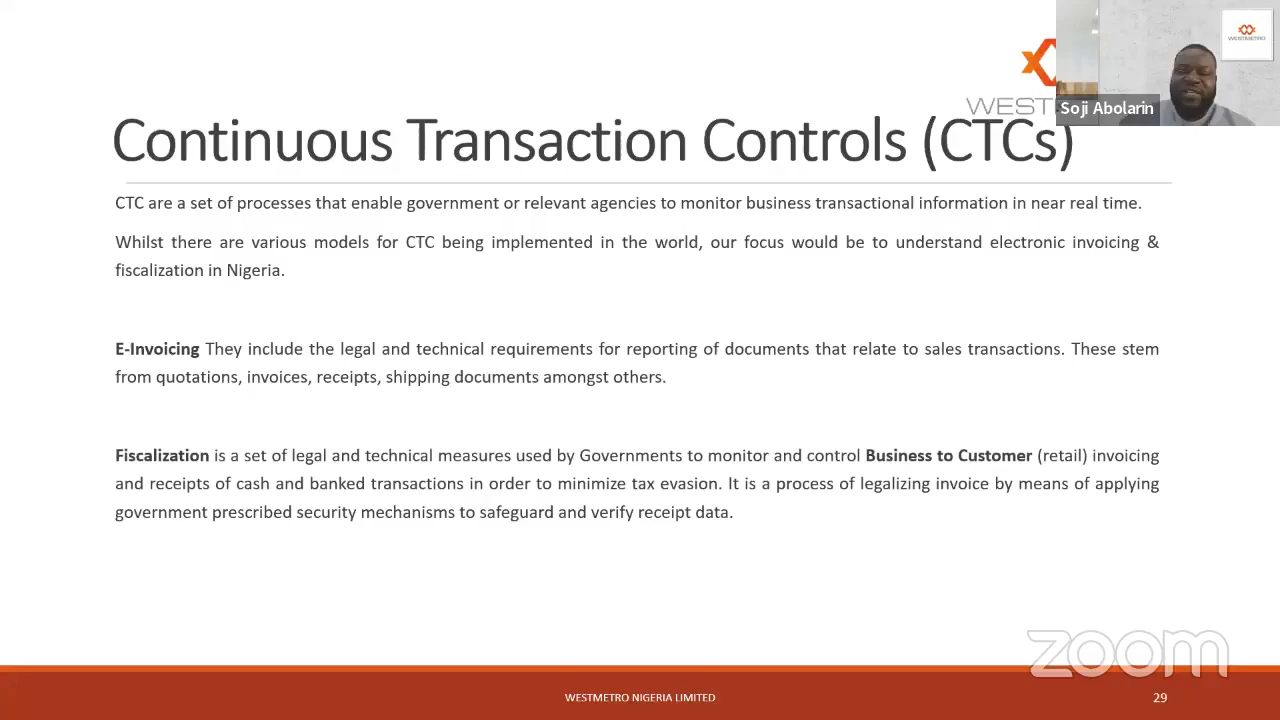 WESTMETRO
WEST
Soji Abolarin
Continuous Transaction Controls (CTCs)
CTC are a set of processes that enable government or relevant agencies to monitor business transactional information in near real time.
Whilst there are various models for CTC being implemented in the world, our focus would be to understand electronic invoicing &
fiscalization in Nigeria.
E-Invoicing They include the legal and technical requirements for reporting of documents that relate to sales transactions. These stem
from quotations, invoices, receipts, shipping documents amongst others.
Fiscalization is a set of legal and technical measures used by Governments to monitor and control Business to Customer (retail) invoicing
and receipts of cash and banked transactions in order to minimize tax evasion. It is a process of legalizing invoice by means of applying
government prescribed security mechanisms to safeguard and verify receipt data.
zoom
WESTMETRO NIGERIA LIMITED
29